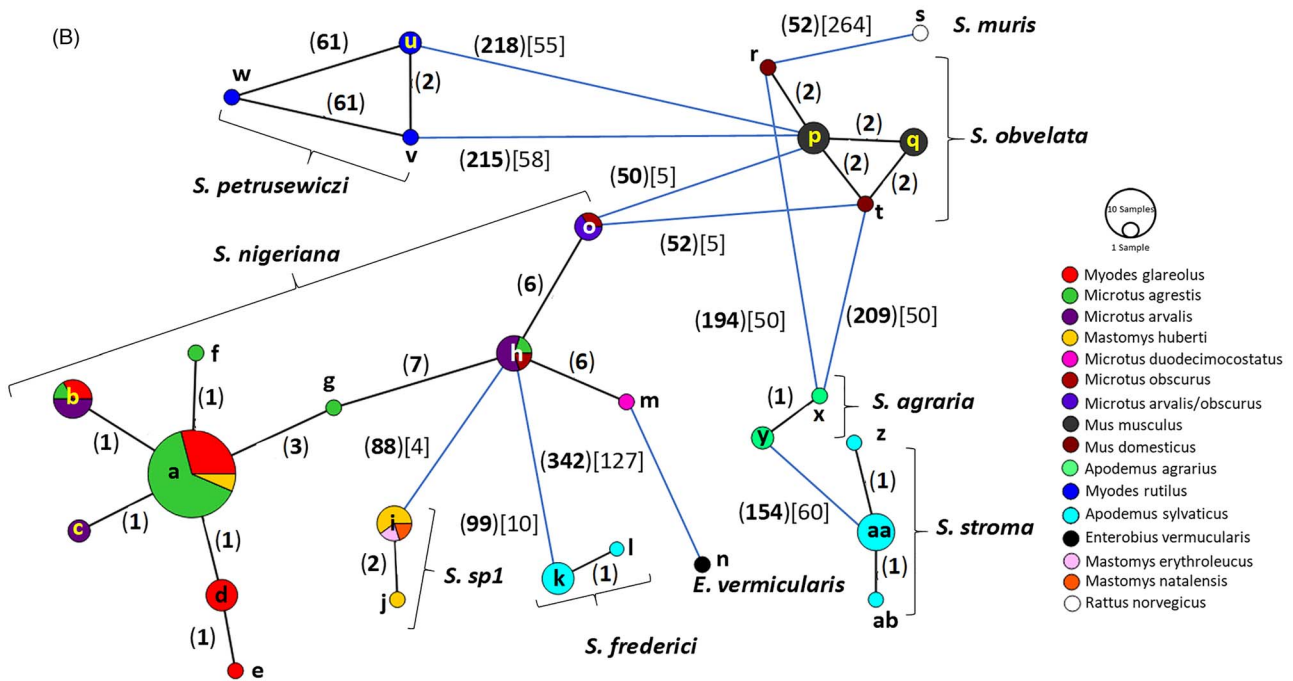 (B)
s
(52)[264]
S. muris
u
(61)
(218)[55]
r
w
(2)
(2)
(61)
p
(2)
q
S. obvelata
v
(2)
(2)
(215)[58]
(50)[5]
S. petrusewiczi
t
o
(52)[5]
S. nigeriana
10 Samples
1 Sample
(6)
Myodes glareolus
Microtus agrestis
Microtus arvalis
Mastomys huberti
Microtus duodecimocostatus
Microtus obscurus
Microtus arvalis/obscurus
Mus musculus
Mus domesticus
Apodemus agrarius
Myodes rutilus
Apodemus sylvaticus
Enterobius vermucularis
Mastomys erythroleucus
Mastomys natalensis
Rattus norvegicus
(194)[50]
(209)[50]
f
h
(7)
(6)
g
b
(1)
m
(1)
x
S. agraria
(1)
y
z
(3)
(88)[4]
(342)[127]
a
(1)
c
(1)
(154)[60]
aa
S. stroma
i
(99)[10]
(1)
l
(2)
S. sp1
k
(1)
n
E. vermicularis
(1)
d
j
ab
(1)
S. frederici
e